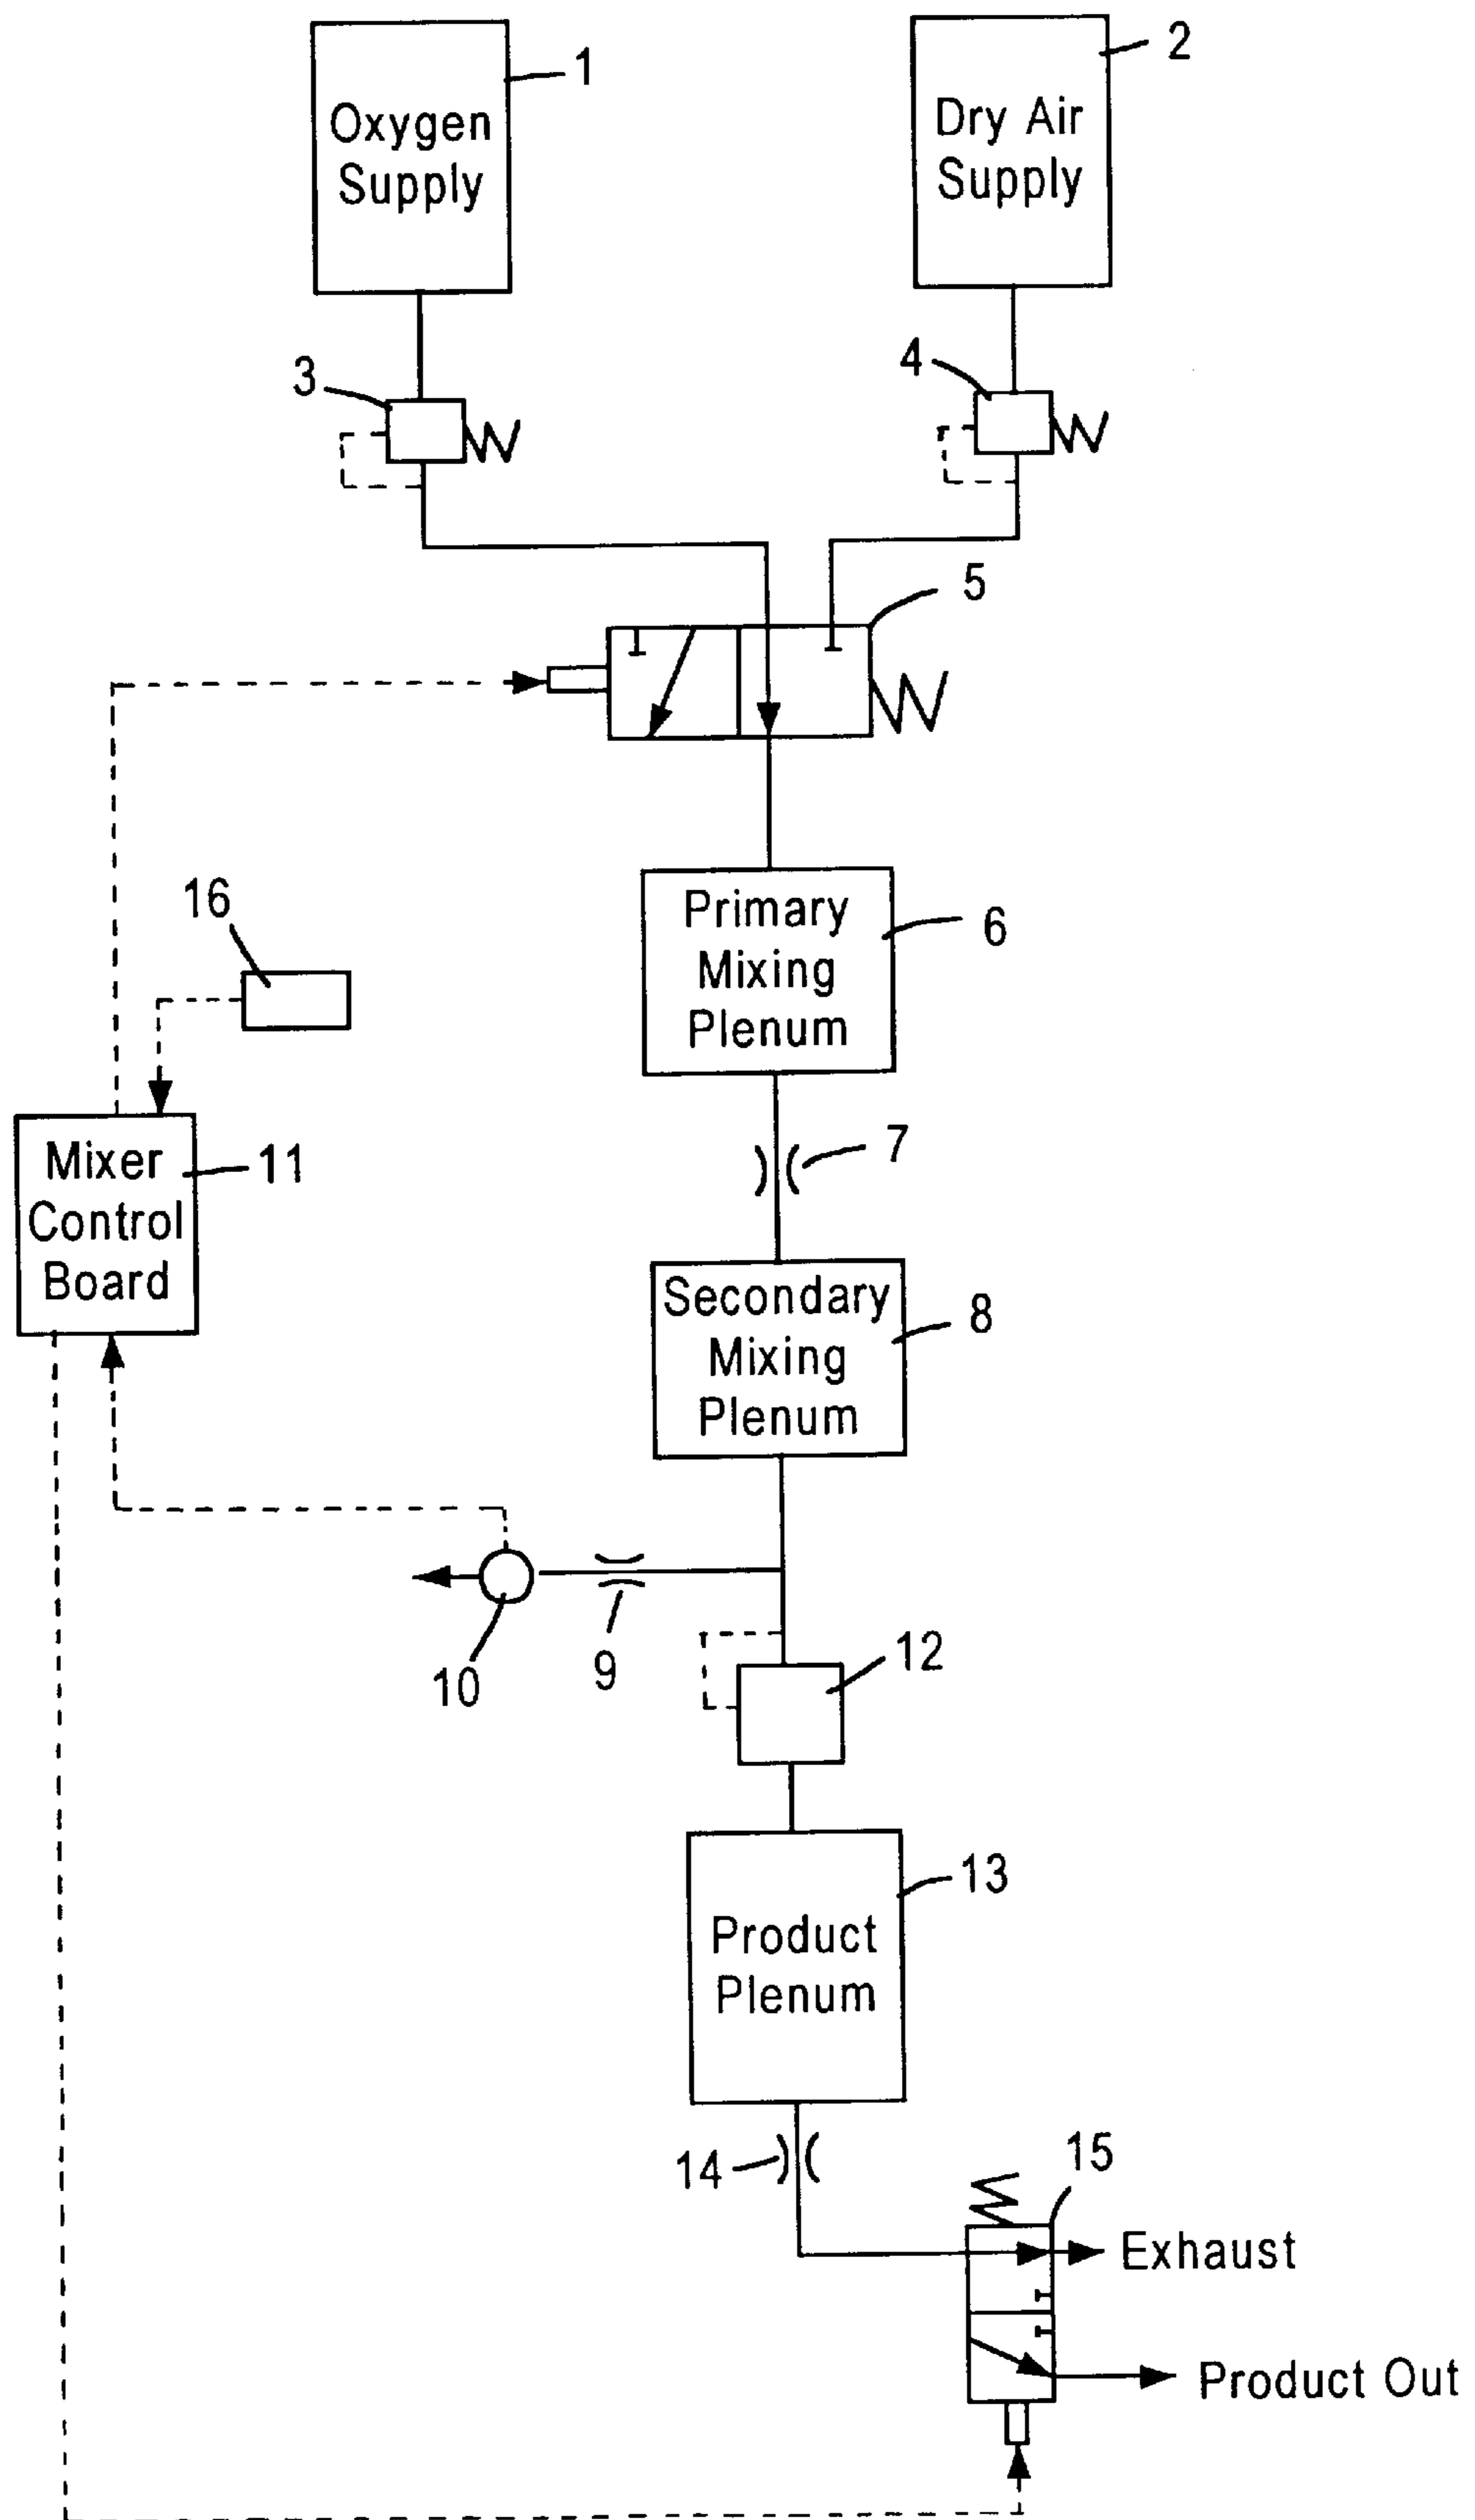 1
2
Oxygen
Supply
Dry Air
Supply
3
4
5
16
Primary
Mixing
Plenum
6
7
Mixer
Control
Board
11
Secondary
Mixing
Plenum
8
10
9
12
13
Product
Plenum
14
15
Exhaust
Product Out